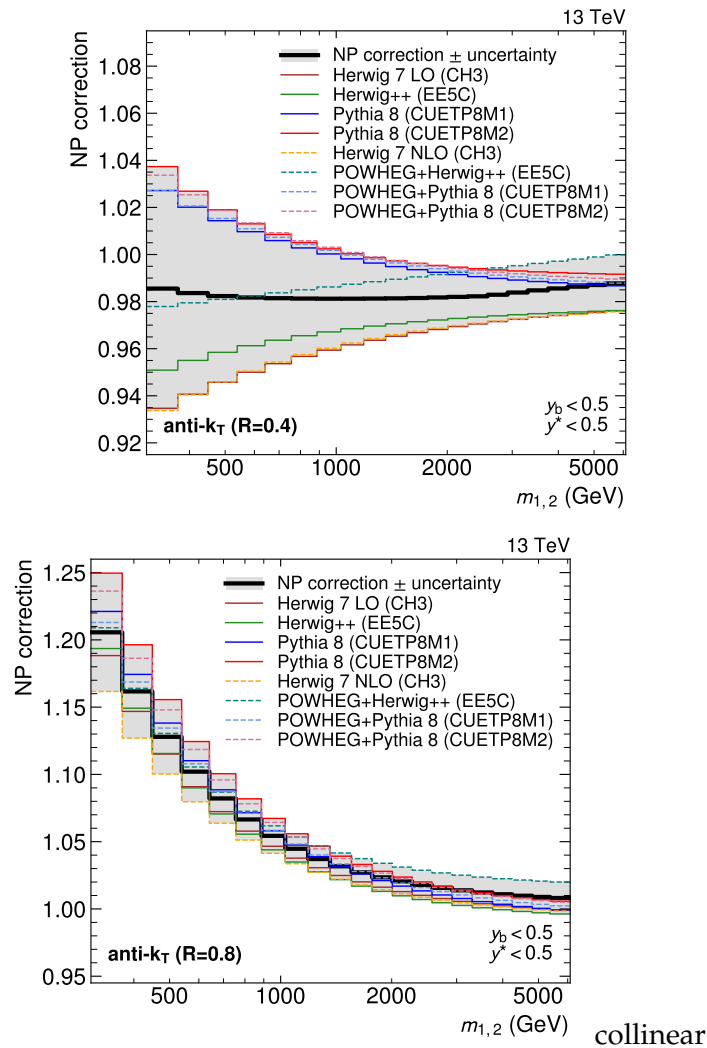 13 TeV
NP correction
1.08
1.06
1.04
1.02
1.00
0.98
0.96
0.94
0.92
NP correction ± uncertainty
Herwig 7 LO (CH3)
Herwig++ (EE5C)
Pythia 8 (CUETP8M1)
Pythia 8 (CUETP8M2)
Herwig 7 NLO (CH3)
POWHEG+Herwig++ (EE5C)
POWHEG+Pythia 8 (CUETP8M1)
POWHEG+Pythia 8 (CUETP8M2)
anti-k_T (R=0.4)
y_b < 0.5
y* < 0.5
500 1000 2000 5000
m_{1,2} (GeV)
13 TeV
NP correction
1.25
1.20
1.15
1.10
1.05
1.00
0.95
NP correction ± uncertainty
Herwig 7 LO (CH3)
Herwig++ (EE5C)
Pythia 8 (CUETP8M1)
Pythia 8 (CUETP8M2)
Herwig 7 NLO (CH3)
POWHEG+Herwig++ (EE5C)
POWHEG+Pythia 8 (CUETP8M1)
POWHEG+Pythia 8 (CUETP8M2)
anti-k_T (R=0.8)
y_b < 0.5
y* < 0.5
500 1000 2000 5000
m_{1,2} (GeV)
collinear